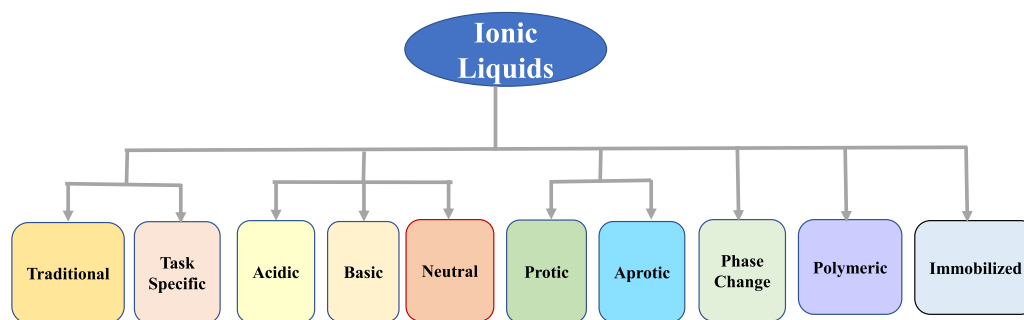 Ionic
Liquids
Traditional
Task
Specific
Acidic
Basic
Neutral
Protic
Aprotic
Phase
Change
Polymeric
Immobilized